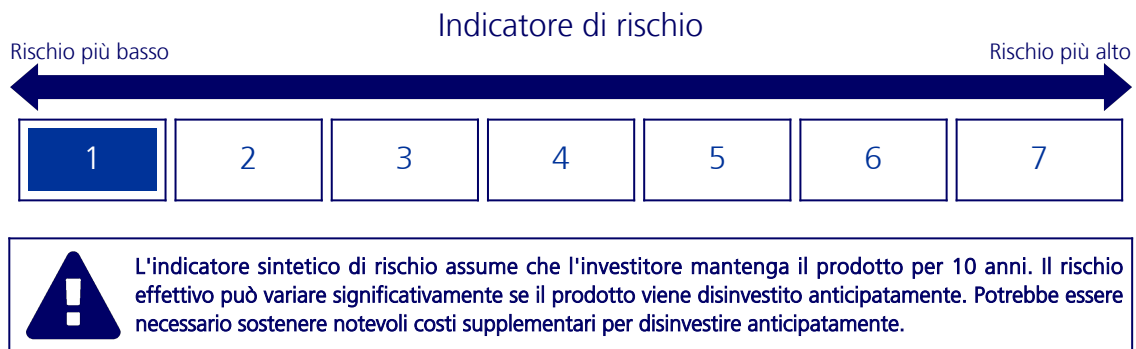 Indicatore di rischio
Rischio più basso Rischio più alto
1 2 3 4 5 6 7
L'indicatore sintetico di rischio assume che l'investitore mantenga il prodotto per 10 anni. Il rischio
effettivo può variare significativamente se il prodotto viene disinvestito anticipatamente. Potrebbe essere
necessario sostenere notevoli costi supplementari per disinvestire anticipatamente.